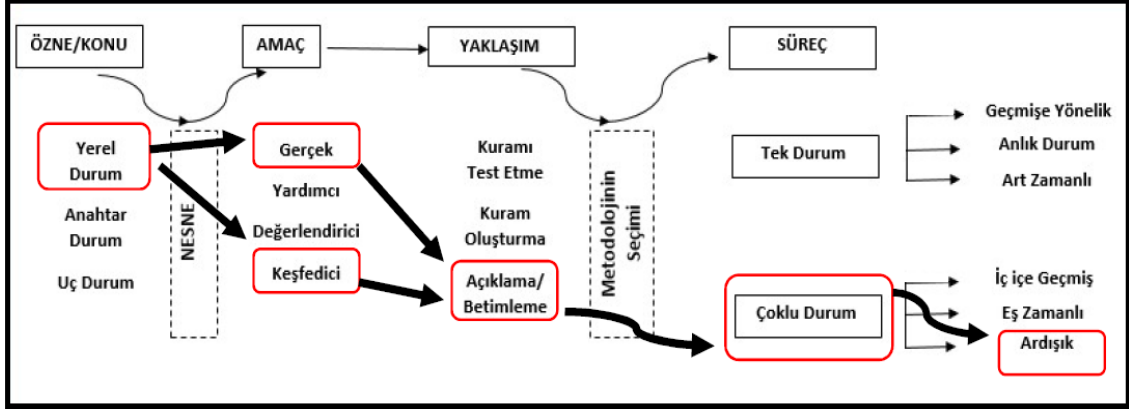 ÖZNE/KONU
AMAÇ
YAKLAŞIM
SÜREÇ
NESNE
Metodolojinin
Seçimi
Yerel
Durum
Anahtar
Durum
Uç Durum
Gerçek
Yardımcı
Değerlendirici
Keşfedici
Kuramı
Test Etme
Kuram
Oluşturma
Açıklama/
Betimleme
Tek Durum
Geçmişe Yönelik
Anlık Durum
Art Zamanlı
Çoklu Durum
İç içe Geçmiş
Eş Zamanlı
Ardışık